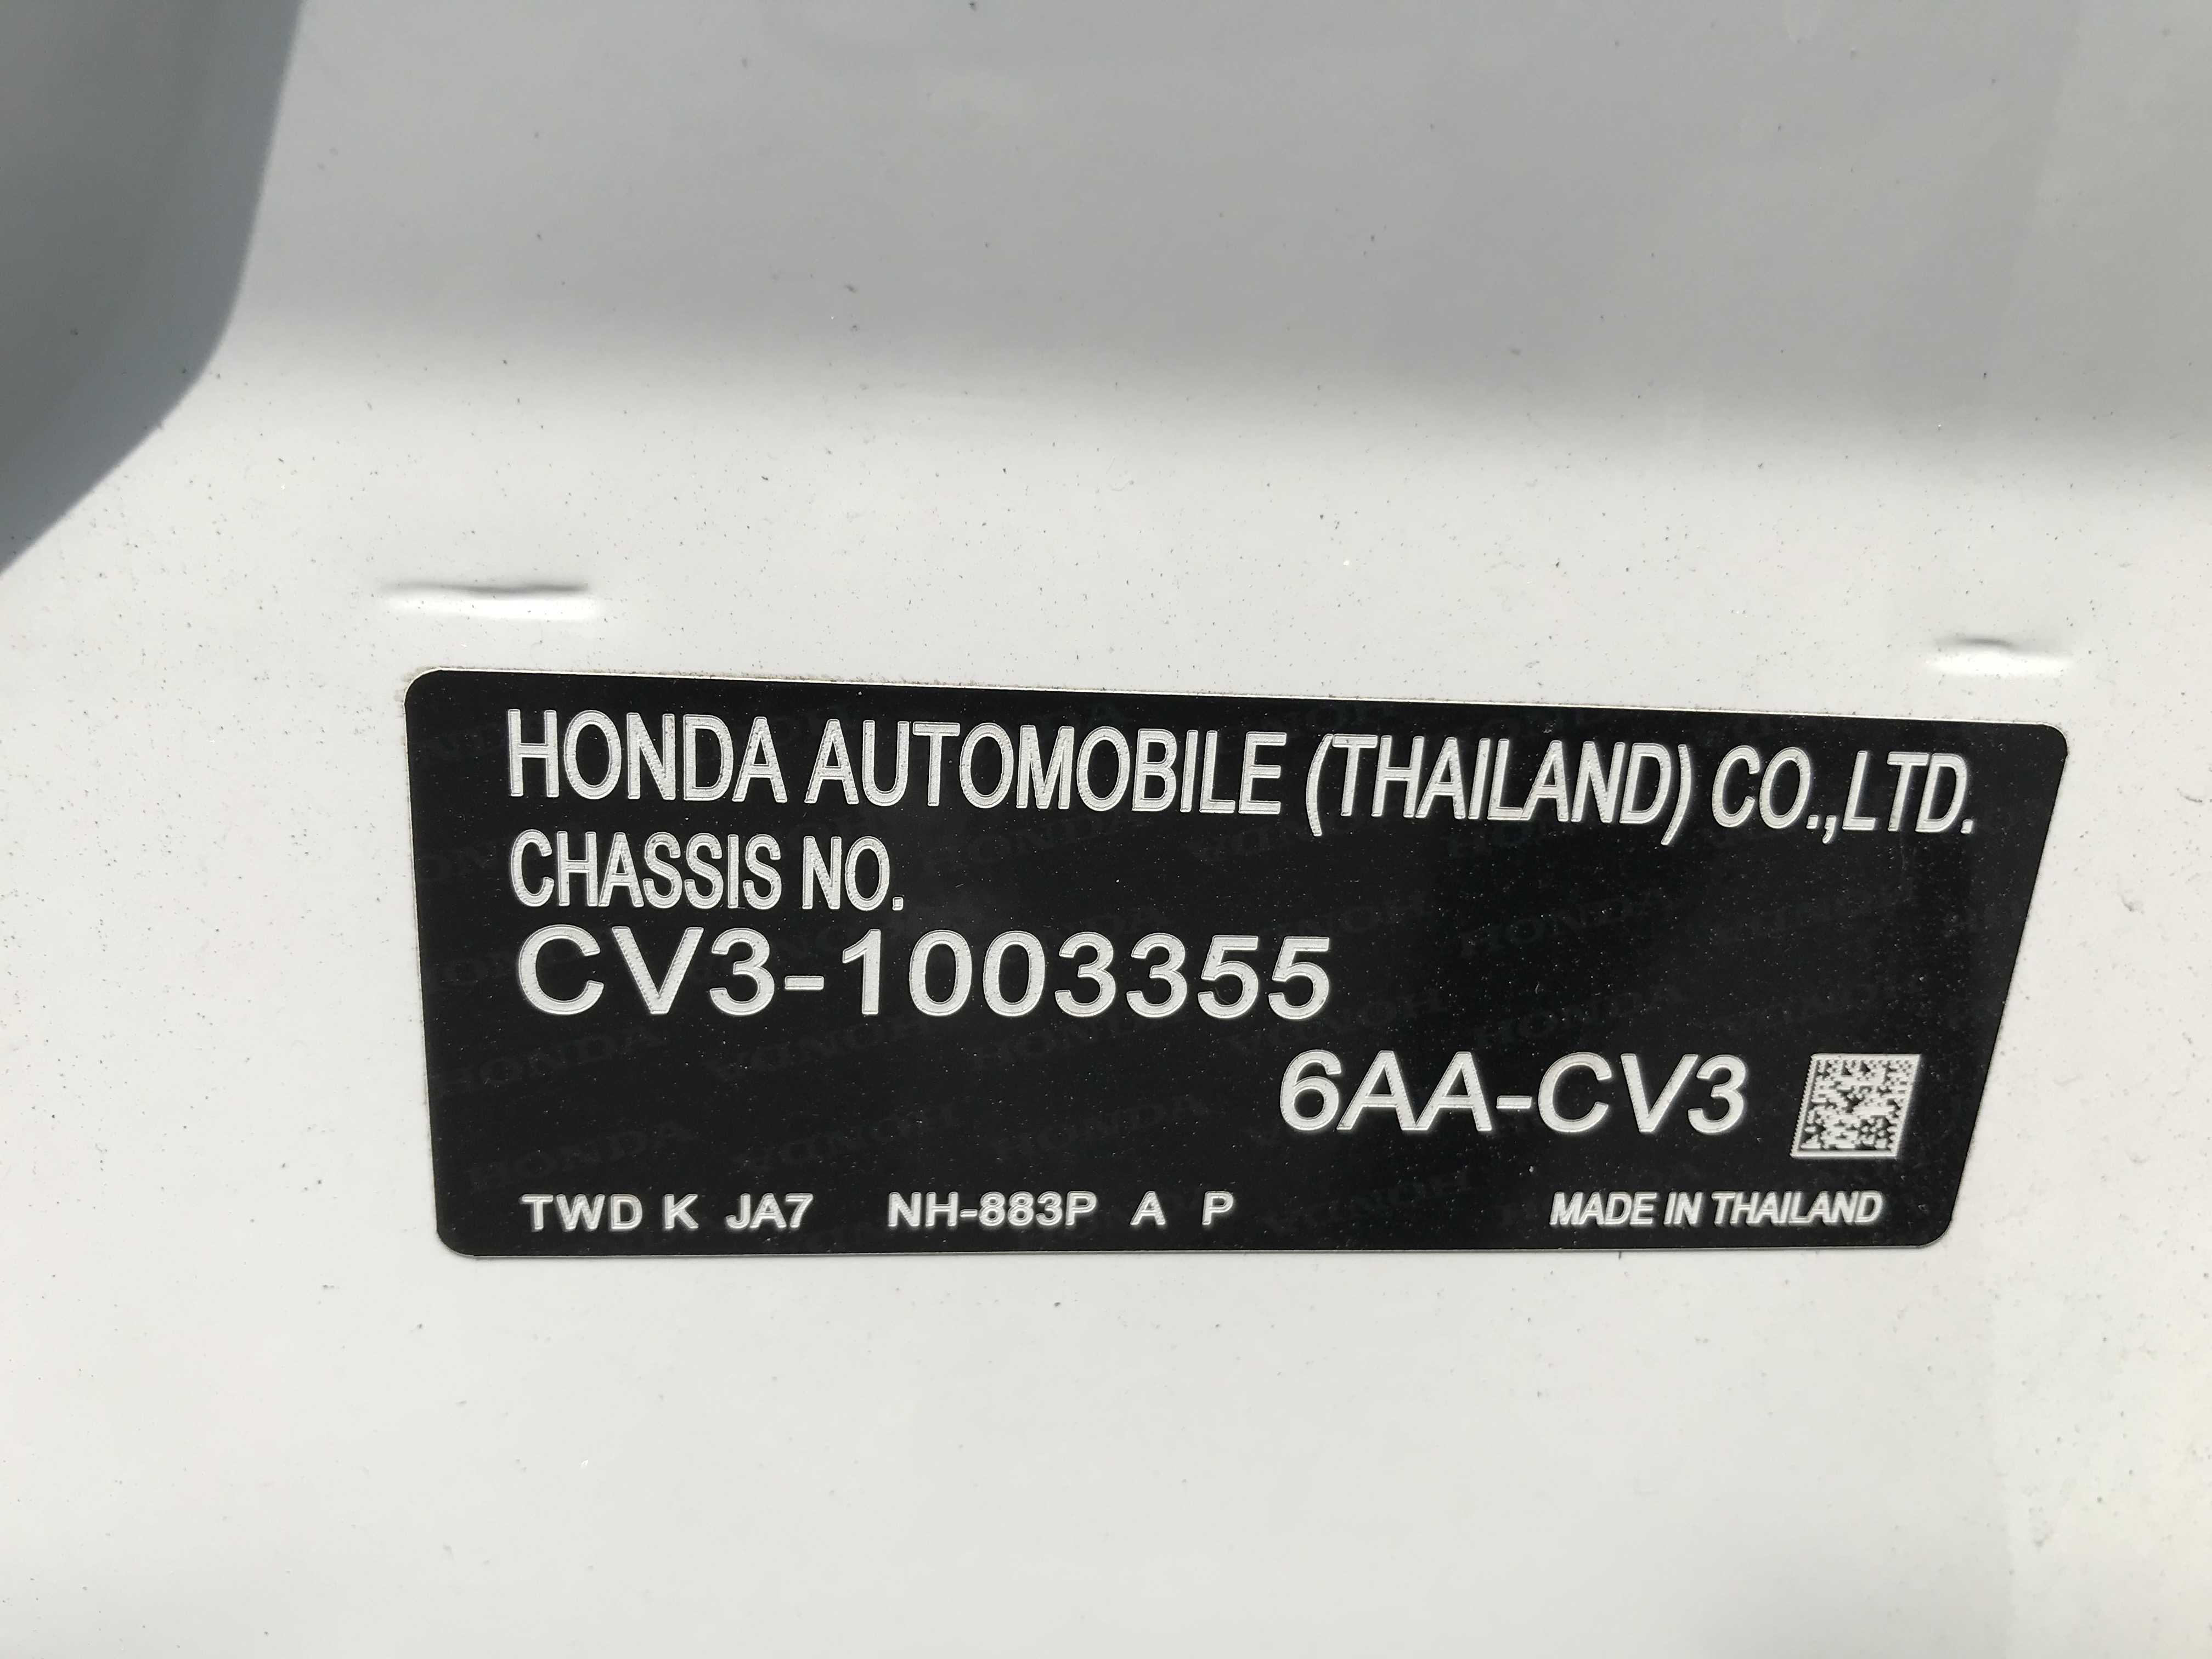 HONDA AUTOMOBILE (THAILAND) CO.,LTD.
CHASSIS NO.
CV3-1003355
6AA-CV3
TWD K JA7 NH-883P A P MADE IN THAILAND